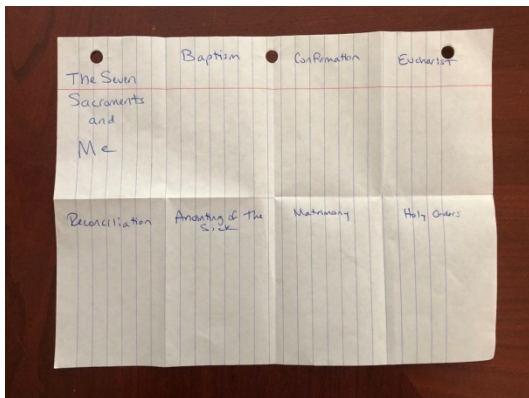 The Seven
Sacraments
and
Me
Baptism
Confirmation
Eucharist
Reconciliation
Anointing of The
Sick
Matrimony
Holy Orders